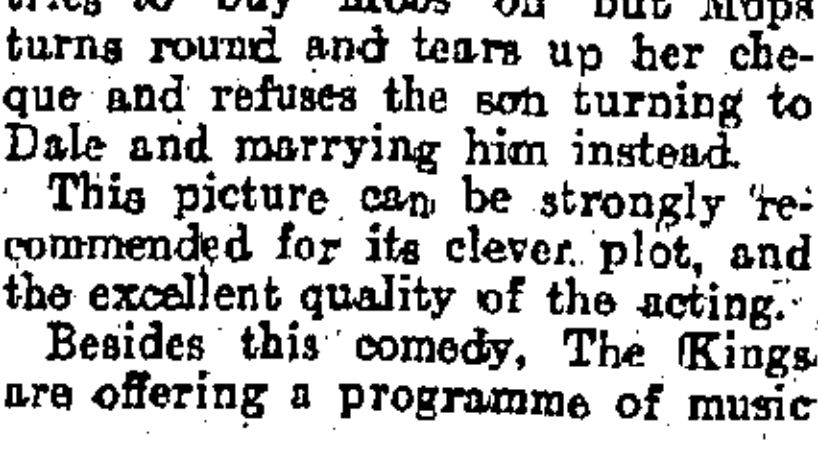 tries to buy Mops off but Mops
turns round and tears up her che-
que and refuses the son turning to
Dale and marrying him instead.
This picture can be strongly re-
commended for its clever plot, and
the excellent quality of the acting.
Besides this comedy, The Kings
are offering a programme of music